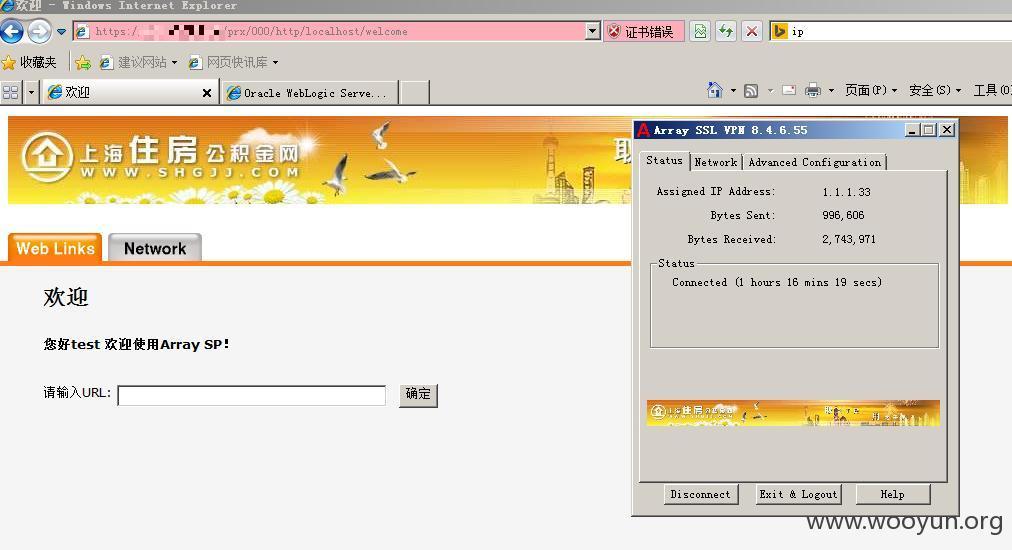 欢迎 - Windows Internet Explorer
https:// /prx/000/http/localhost/welcome
证书错误
ip
收藏夹
建议网站
网页快讯库
欢迎
Oracle WebLogic Serve...
页面(P)
安全(S)
工具(O)
上海住房公积金网
WWW.SHGJJ.COM
Web Links
Network
欢迎
您好test 欢迎使用Array SP!
请输入URL:
确定
Array SSL VPN 8.4.6.55
Status
Network
Advanced Configuration
Assigned IP Address: 1.1.1.33
Bytes Sent: 996,606
Bytes Received: 2,743,971
Status
Connected (1 hours 16 mins 19 secs)
上海住房公积金网
WWW.SHGJJ.COM
Disconnect
Exit & Logout
Help
www.wooyun.org